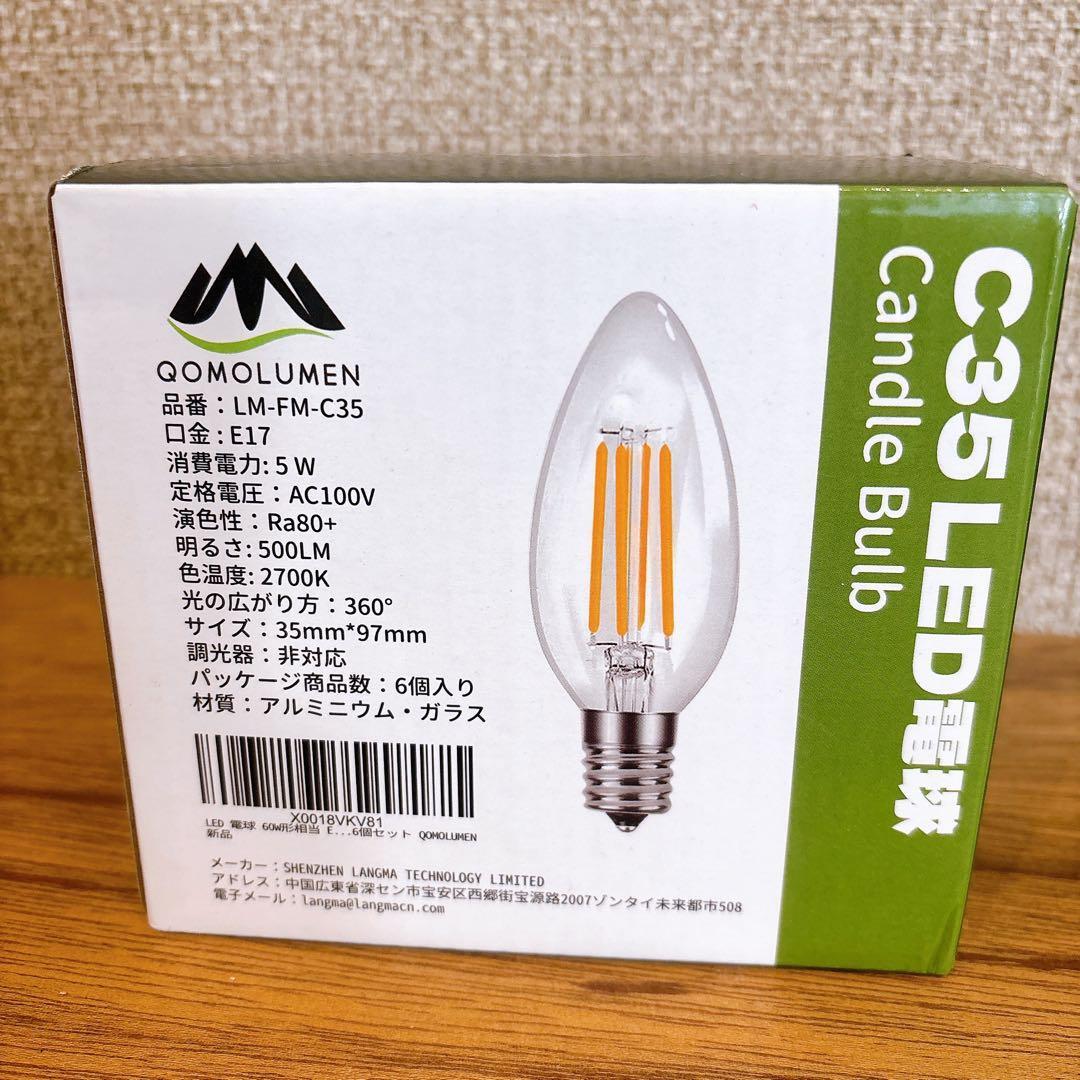 QOMOLUMEN
品番：LM-FM-C35
口金：E17
消費電力: 5 W
定格電圧：AC100V
演色性：Ra80+
明るさ: 500LM
色温度: 2700K
光の広がり方：360°
サイズ：35mm*97mm
調光器：非対応
パッケージ商品数：6個入り
材質：アルミニウム・ガラス
X0018VKV81
LED 電球 60W形相当 E...6個セット QOMOLUMEN
新品
メーカー：SHENZHEN LANGMA TECHNOLOGY LIMITED
アドレス：中国広東省深セン市宝安区西郷街宝源路2007ゾンタイ未来都市508
電子メール：langma@langmacn.com
C35 LED電球
Candle Bulb